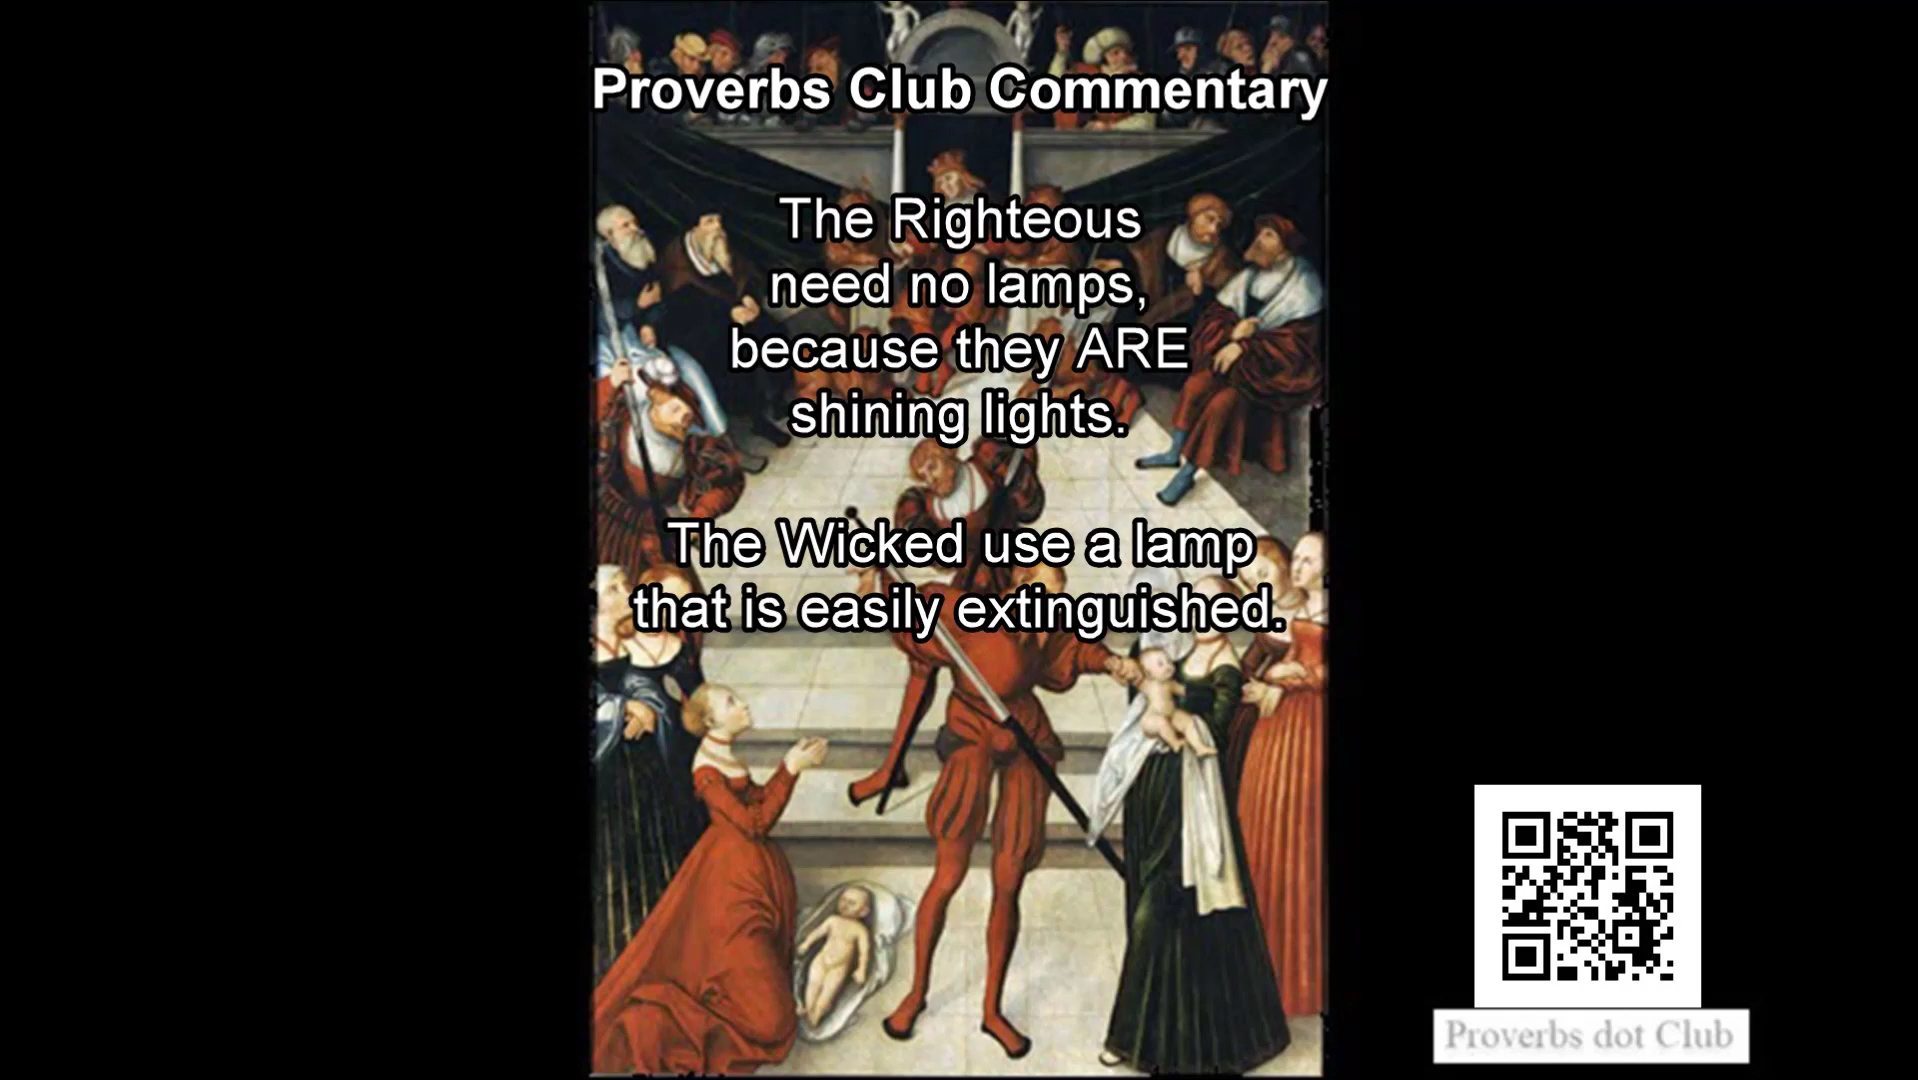 Proverbs Club Commentary
The Righteous
need no lamps,
because they ARE
shining lights.
The Wicked use a lamp
that is easily extinguished.
Proverbs dot Club